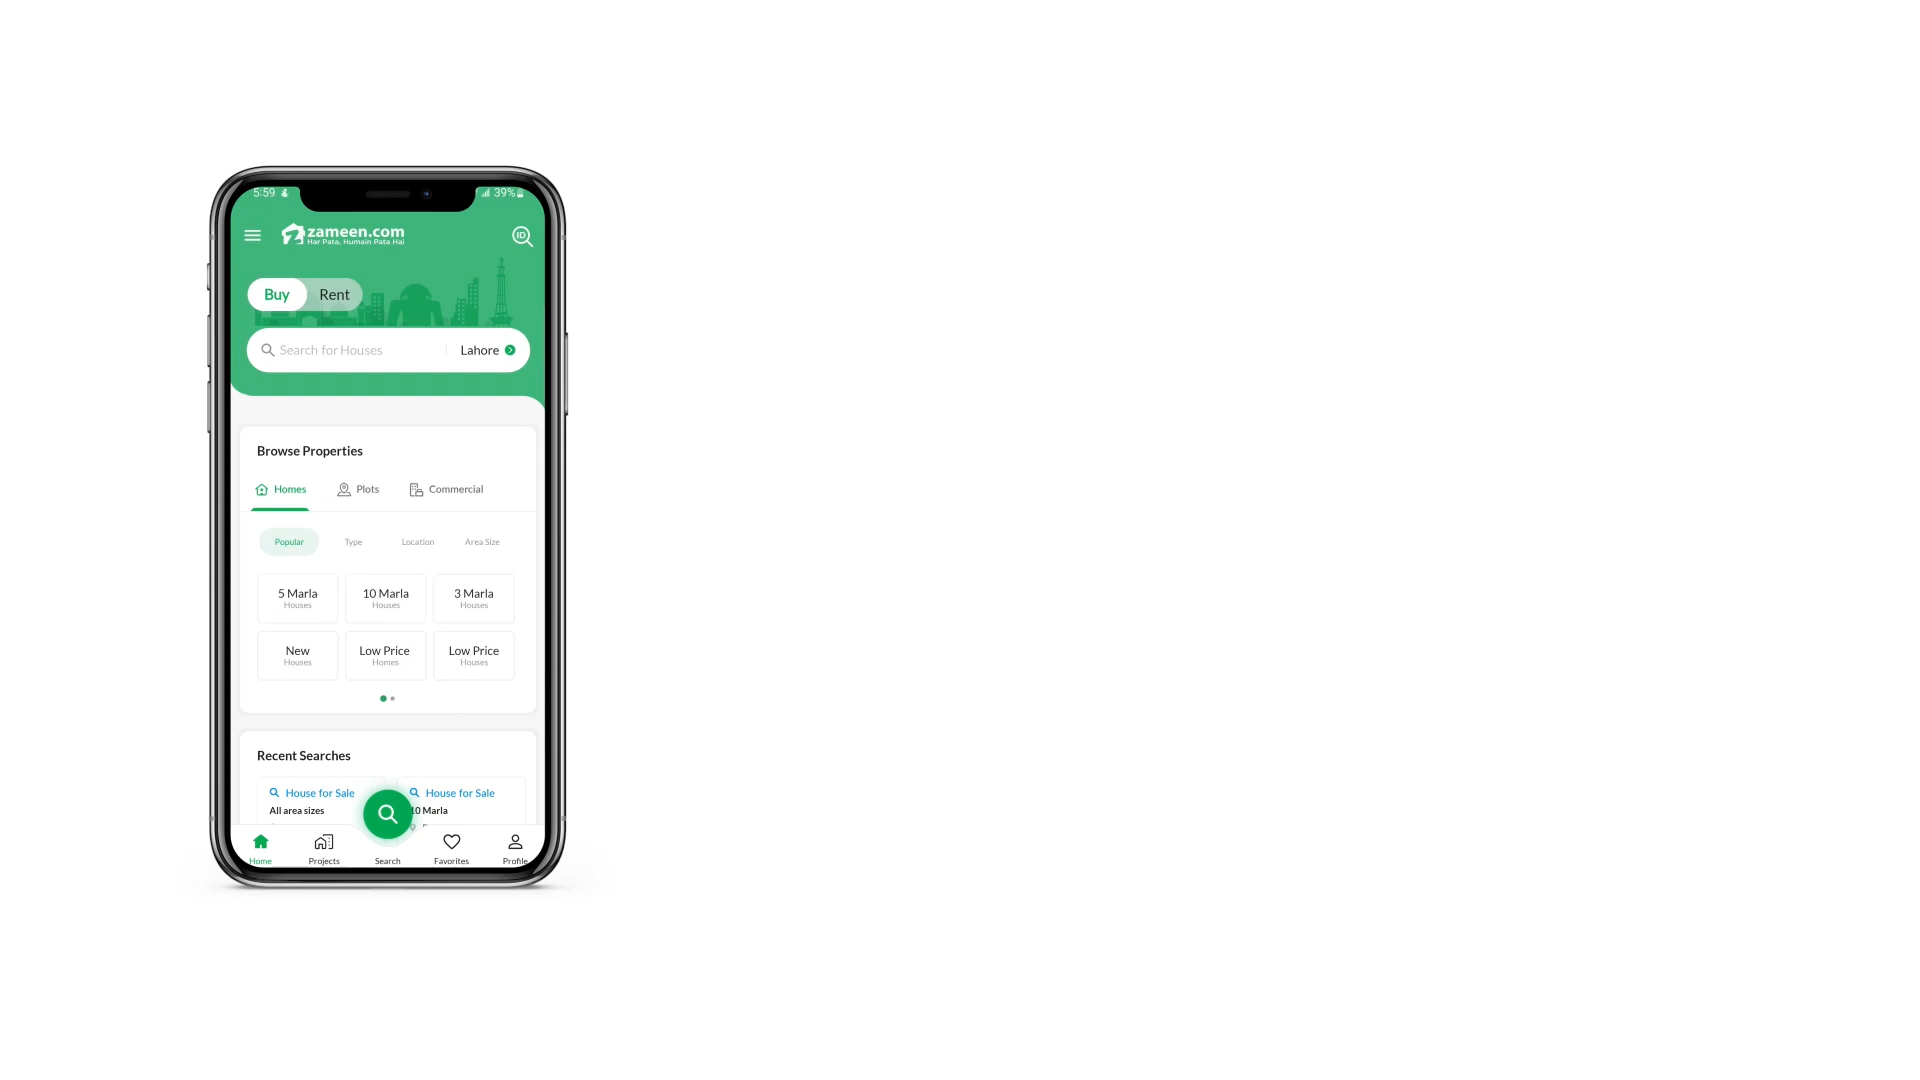 5:59
39%
zameen.com
Har Pata, Humain Pata Hai
ID
Buy Rent
Search for Houses Lahore
Browse Properties
Homes Plots Commercial
Popular Type Location Area Size
5 Marla 10 Marla 3 Marla
Houses Houses Houses
New Low Price Low Price
Houses Homes Houses
Recent Searches
House for Sale House for Sale
All area sizes 10 Marla
Home Projects Search Favorites Profile